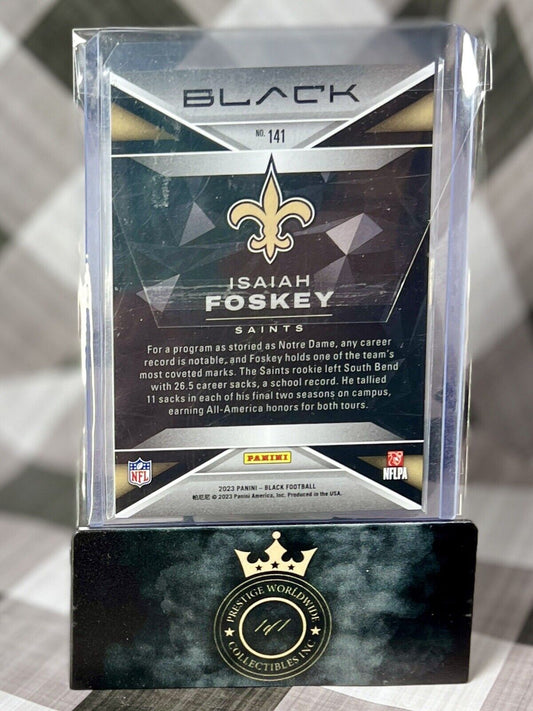 BLACK
NO. 141
ISAIAH
FOSKEY
SAINTS
For a program as storied as Notre Dame, any career
record is notable, and Foskey holds one of the team's
most coveted marks. The Saints rookie left South Bend
with 26.5 career sacks, a school record. He tallied
11 sacks in each of his final two seasons on campus,
earning All-America honors for both tours.
PANINI
NFL
NFLPA
2023 PANINI – BLACK FOOTBALL
帕尼尼 © 2023 Panini America, Inc. Produced in the USA.
PRESTIGE WORLDWIDE
1of1
COLLECTIBLES INC